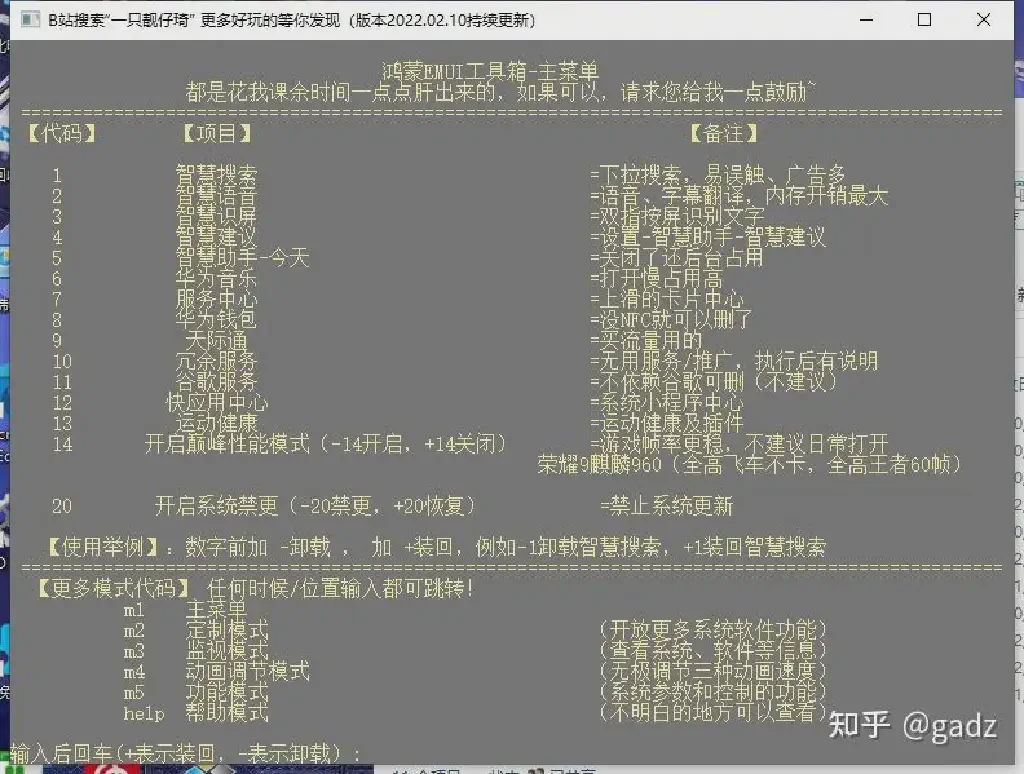 B站搜索“一只靓仔琦” 更多好玩的等你发现（版本2022.02.10持续更新）
鸿蒙EMUI工具箱-主菜单
都是花我课余时间一点点肝出来的，如果可以，请求您给我一点鼓励~
【代码】 【项目】 【备注】
1 智慧搜索 =下拉搜索，易误触、广告多
2 智慧语音 =语音、字幕翻译，内存开销最大
3 智慧识屏 =双指按屏识别文字
4 智慧建议 =设置-智慧助手-智慧建议
5 智慧助手-今天 =关闭了还后台占用
6 华为音乐 =打开慢占用高
7 服务中心 =上滑的卡片中心
8 华为钱包 =没NFC就可以删了
9 天际通 =买流量用的
10 冗余服务 =无用服务/推广，执行后有说明
11 谷歌服务 =不依赖谷歌可删（不建议）
12 快应用中心 =系统小程序中心
13 运动健康 =运动健康及插件
14 开启巅峰性能模式（-14开启，+14关闭） =游戏帧率更稳，不建议日常打开
荣耀9麒麟960（全高飞车不卡，全高王者60帧）
20 开启系统禁更（-20禁更，+20恢复） =禁止系统更新
【使用举例】：数字前加 -卸载 ， 加 +装回，例如-1卸载智慧搜索，+1装回智慧搜索
【更多模式代码】 任何时候/位置输入都可跳转！
m1 主菜单
m2 定制模式 （开放更多系统软件功能）
m3 监视模式 （查看系统、软件等信息）
m4 动画调节模式 （无极调节三种动画速度）
m5 功能模式 （系统参数和控制的功能）
help 帮助模式 （不明白的地方可以查看）
知乎 @gadz
输入后回车(+表示装回，-表示卸载）：